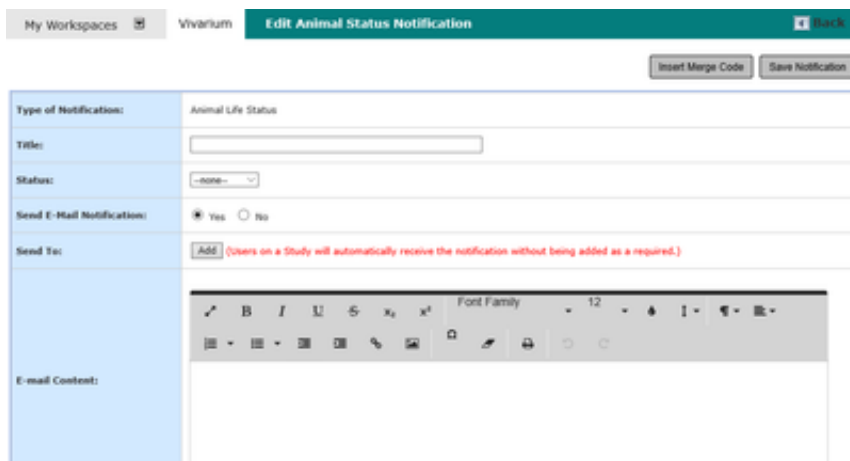 My Workspaces Vivarium Edit Animal Status Notification Back
Insert Merge Code Save Notification
Type of Notification: Animal Life Status
Title:
Status: --none--
Send E-Mail Notification: Yes No
Send To: Add (Users on a Study will automatically receive the notification without being added as a required.)
B I U S x₂ x² Font Family 12
Ω
E-mail Content: